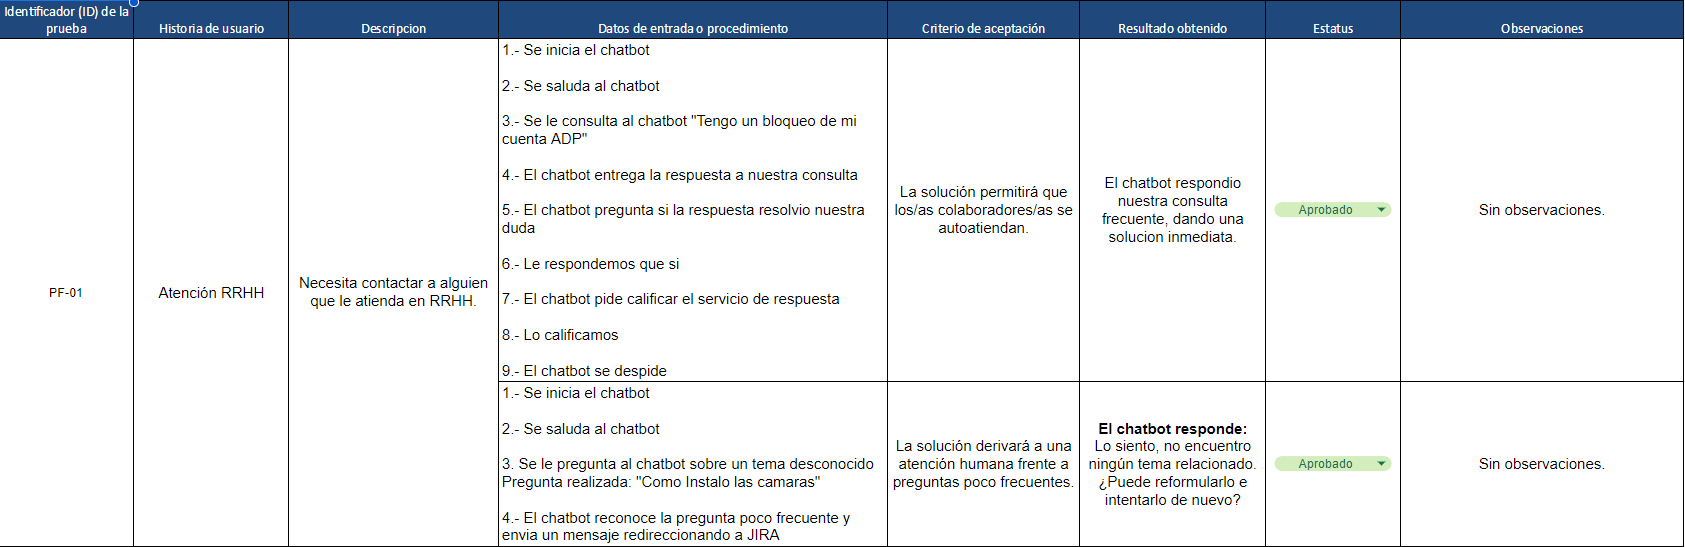 Identificador (ID) de la
prueba
Historia de usuario
Descripcion
Datos de entrada o procedimiento
Criterio de aceptación
Resultado obtenido
Estatus
Observaciones
PF-01
Atención RRHH
Necesita contactar a alguien
que le atienda en RRHH.
1.- Se inicia el chatbot
2.- Se saluda al chatbot
3.- Se le consulta al chatbot "Tengo un bloqueo de mi
cuenta ADP"
4.- El chatbot entrega la respuesta a nuestra consulta
5.- El chatbot pregunta si la respuesta resolvio nuestra
duda
6.- Le respondemos que si
7.- El chatbot pide calificar el servicio de respuesta
8.- Lo calificamos
9.- El chatbot se despide
La solución permitirá que
los/as colaboradores/as se
autoatiendan.
El chatbot respondio
nuestra consulta
frecuente, dando una
solucion inmediata.
Aprobado
Sin observaciones.
1.- Se inicia el chatbot
2.- Se saluda al chatbot
3. Se le pregunta al chatbot sobre un tema desconocido
Pregunta realizada: "Como Instalo las camaras"
4.- El chatbot reconoce la pregunta poco frecuente y
envia un mensaje redireccionando a JIRA
La solución derivará a una
atención humana frente a
preguntas poco frecuentes.
El chatbot responde:
Lo siento, no encuentro
ningún tema relacionado.
¿Puede reformularlo e
intentarlo de nuevo?
Aprobado
Sin observaciones.